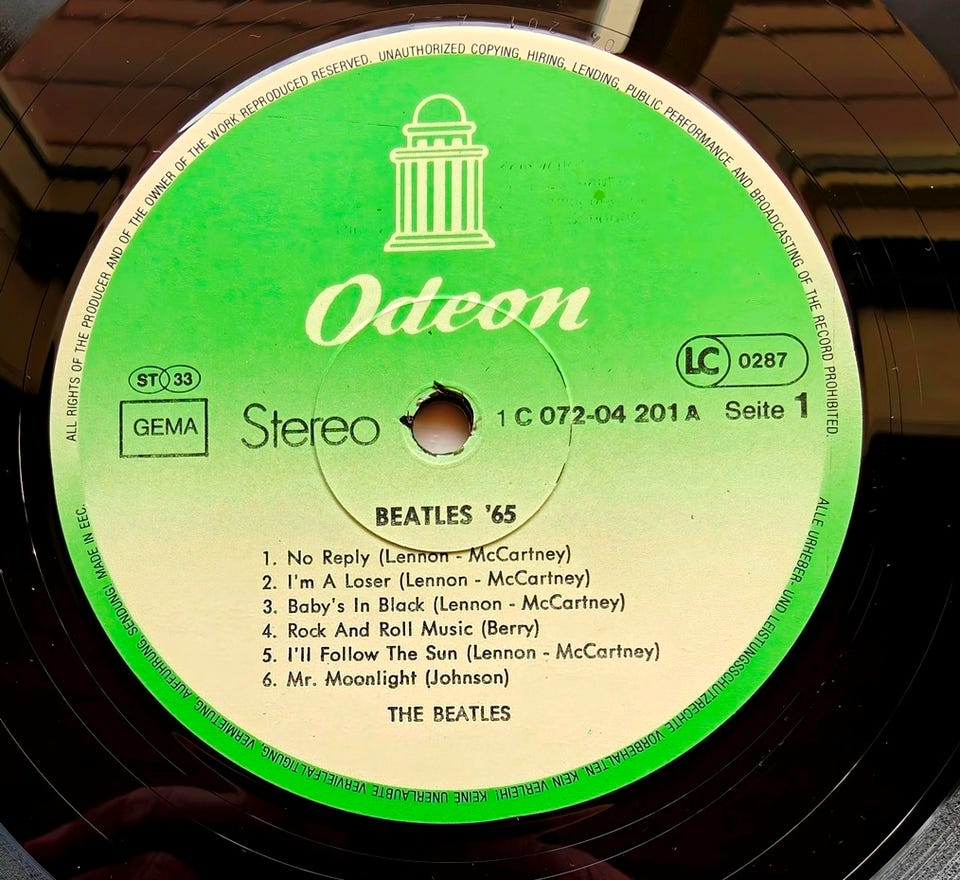 ALL RIGHTS OF THE PRODUCER AND OF THE OWNER OF THE WORK REPRODUCED RESERVED. UNAUTHORIZED COPYING, HIRING, LENDING, PUBLIC PERFORMANCE AND BROADCASTING OF THE RECORD PROHIBITED.
Odeon
LC 0287
ST 33
GEMA
Stereo
1 C 072-04 201 A Seite 1
BEATLES '65
1. No Reply (Lennon - McCartney)
2. I'm A Loser (Lennon - McCartney)
3. Baby's In Black (Lennon - McCartney)
4. Rock And Roll Music (Berry)
5. I'll Follow The Sun (Lennon - McCartney)
6. Mr. Moonlight (Johnson)
THE BEATLES
ALLE URHEBER- UND LEISTUNGSSCHUTZRECHTE VORBEHALTEN. KEIN VERLEIH! KEINE UNERLAUBTE VERVIELFÄLTIGUNG, VERMIETUNG, AUFFÜHRUNG, SENDUNG! MADE IN EEC.